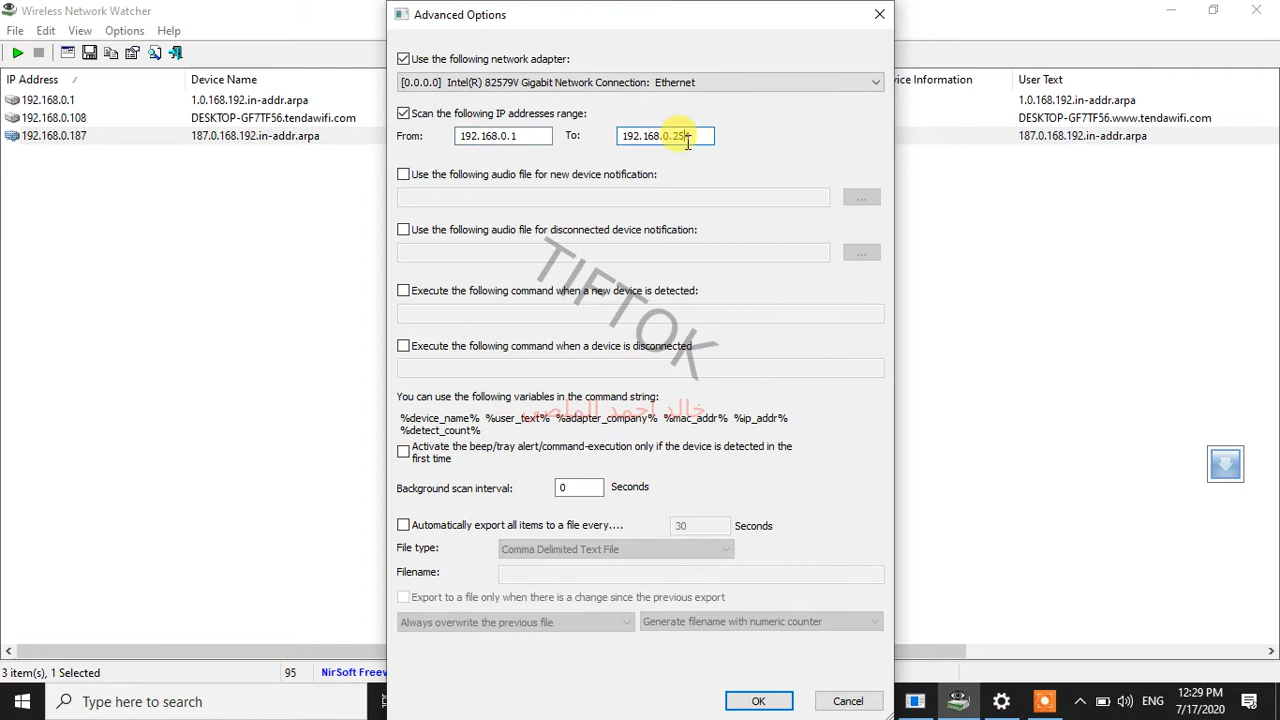 Wireless Network Watcher
File Edit View Options Help
IP Address / Device Name
192.168.0.1 1.0.168.192.in-addr.arpa
192.168.0.108 DESKTOP-GF7TF56.www.tendawifi.com
192.168.0.187 187.0.168.192.in-addr.arpa
Advanced Options
Use the following network adapter:
[0.0.0.0] Intel(R) 82579V Gigabit Network Connection: Ethernet
Scan the following IP addresses range:
From: 192.168.0.1 To: 192.168.0.25
Use the following audio file for new device notification:
...
Use the following audio file for disconnected device notification:
...
Execute the following command when a new device is detected:
Execute the following command when a device is disconnected
You can use the following variables in the command string:
%device_name% %user_text% %adapter_company% %mac_addr% %ip_addr%
%detect_count%
Activate the beep/tray alert/command-execution only if the device is detected in the
first time
Background scan interval: 0 Seconds
Automatically export all items to a file every.... 30 Seconds
File type: Comma Delimited Text File
Filename:
Export to a file only when there is a change since the previous export
Always overwrite the previous file Generate filename with numeric counter
OK Cancel
TIFTOK
خالد احمد الماضي
Device Information User Text
1.0.168.192.in-addr.arpa
DESKTOP-GF7TF56.www.tendawifi.com
187.0.168.192.in-addr.arpa
3 item(s), 1 Selected 95 NirSoft Freew
Type here to search
ENG
12:29 PM
7/17/2020